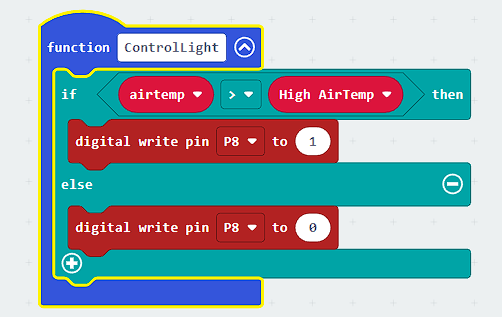 function ControlLight
if airtemp > High AirTemp then
digital write pin P8 to 1
else
digital write pin P8 to 0